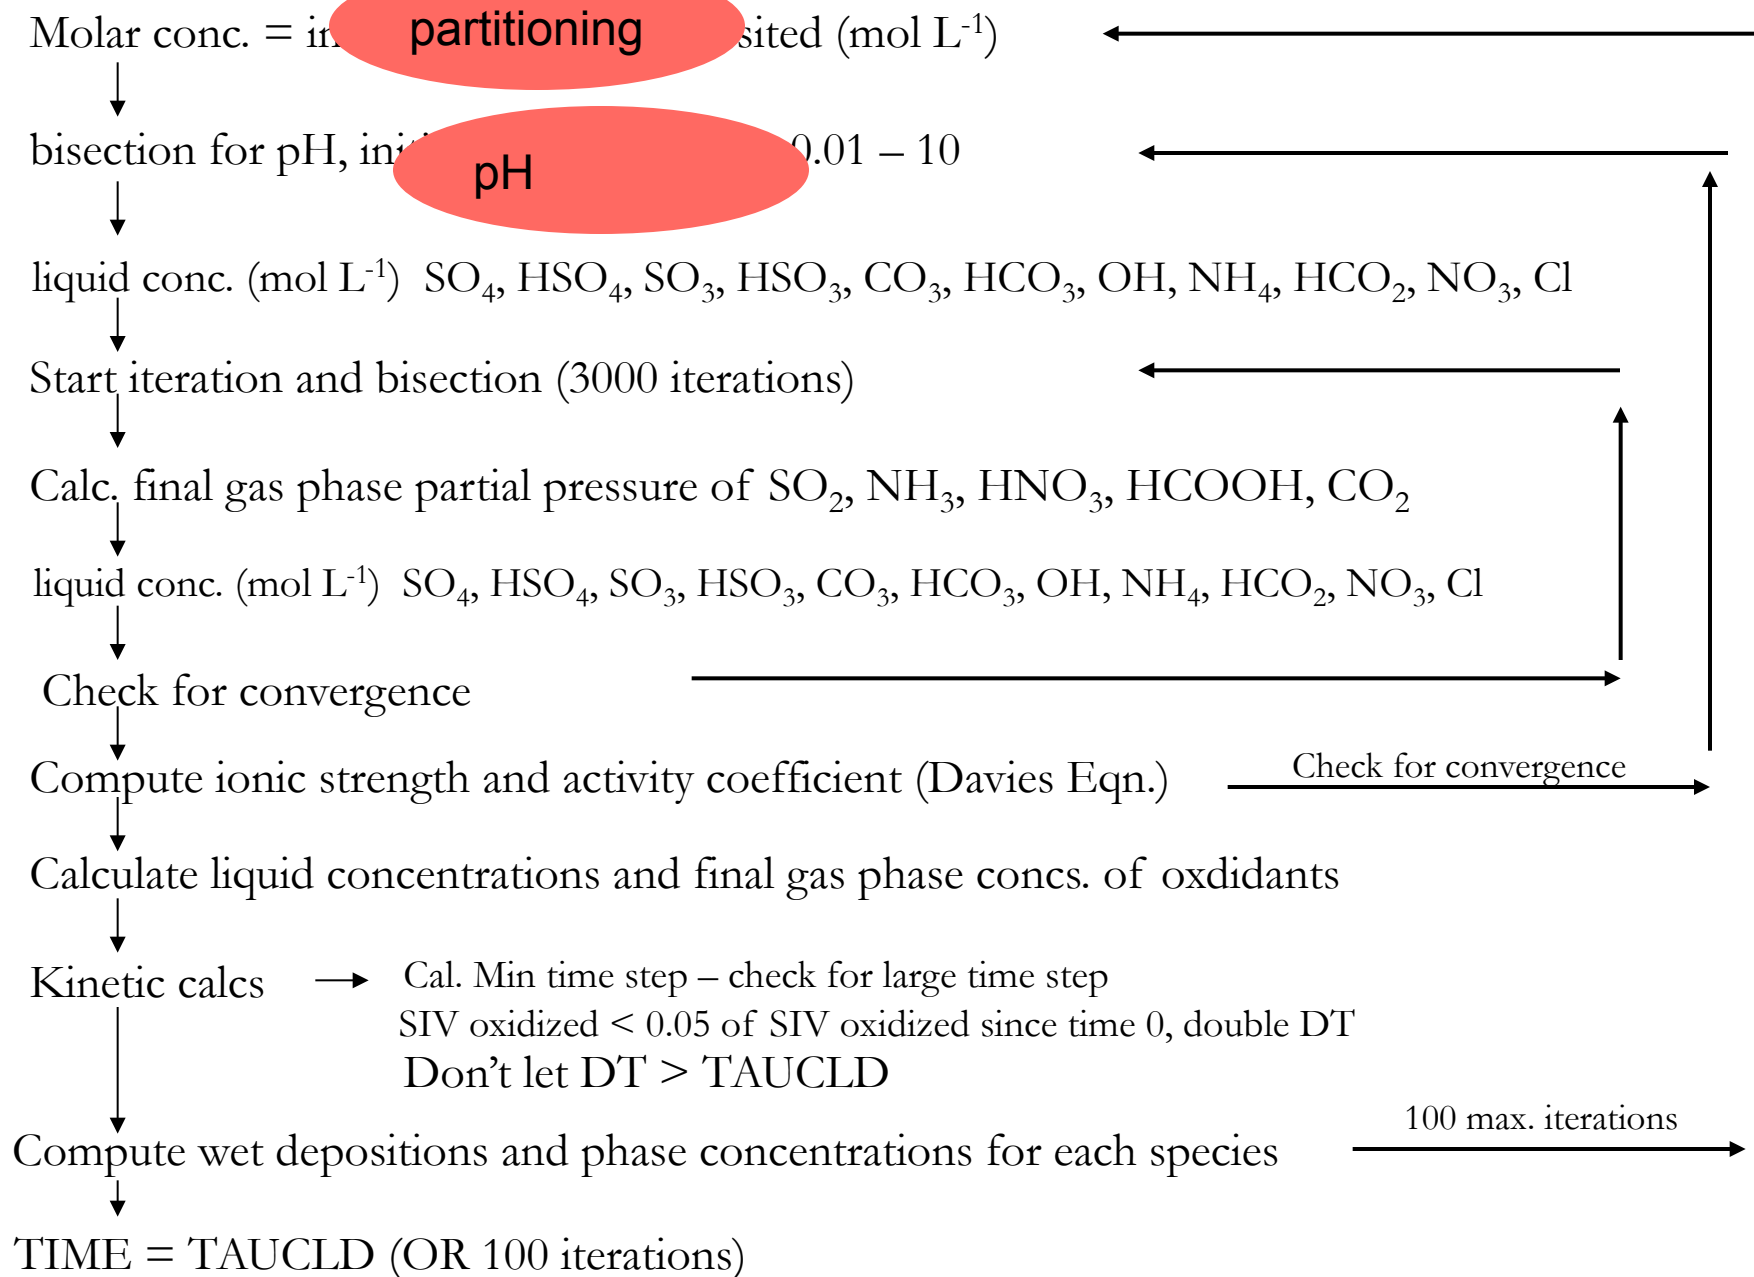 Molar conc. = partitioning (mol L-1)
bisection for pH, pH – 10
liquid conc. (mol L-1) SO4, HSO4, SO3, HSO3, CO3, HCO3, OH, NH4, HCO2, NO3, Cl
Start iteration and bisection (3000 iterations)
Calc. final gas phase partial pressure of SO2, NH3, HNO3, HCOOH, CO2
liquid conc. (mol L-1) SO4, HSO4, SO3, HSO3, CO3, HCO3, OH, NH4, HCO2, NO3, Cl
Check for convergence
Compute ionic strength and activity coefficient (Davies Eqn.) Check for convergence
Calculate liquid concentrations and final gas phase concs. of oxdidants
Kinetic calcs Cal. Min time step – check for large time step
SIV oxidized < 0.05 of SIV oxidized since time 0, double DT
Don't let DT > TAUCLD
100 max. iterations
Compute wet depositions and phase concentrations for each species
TIME = TAUCLD (OR 100 iterations)